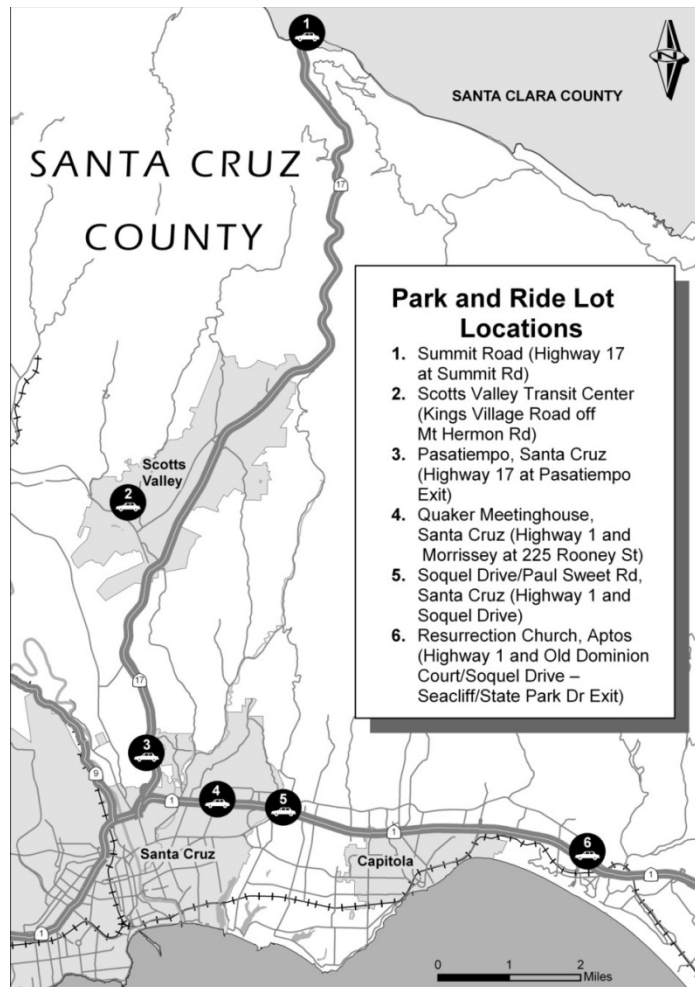 1
N
SANTA CLARA COUNTY
SANTA CRUZ
COUNTY
17
Park and Ride Lot
Locations
1. Summit Road (Highway 17
at Summit Rd)
2. Scotts Valley Transit Center
(Kings Village Road off
Mt Hermon Rd)
3. Pasatiempo, Santa Cruz
(Highway 17 at Pasatiempo
Exit)
4. Quaker Meetinghouse,
Santa Cruz (Highway 1 and
Morrissey at 225 Rooney St)
5. Soquel Drive/Paul Sweet Rd,
Santa Cruz (Highway 1 and
Soquel Drive)
6. Resurrection Church, Aptos
(Highway 1 and Old Dominion
Court/Soquel Drive –
Seacliff/State Park Dr Exit)
Scotts
Valley
2
17
3
9
4
1
5
1
6
Santa Cruz
Capitola
1
1
0 1 2
Miles